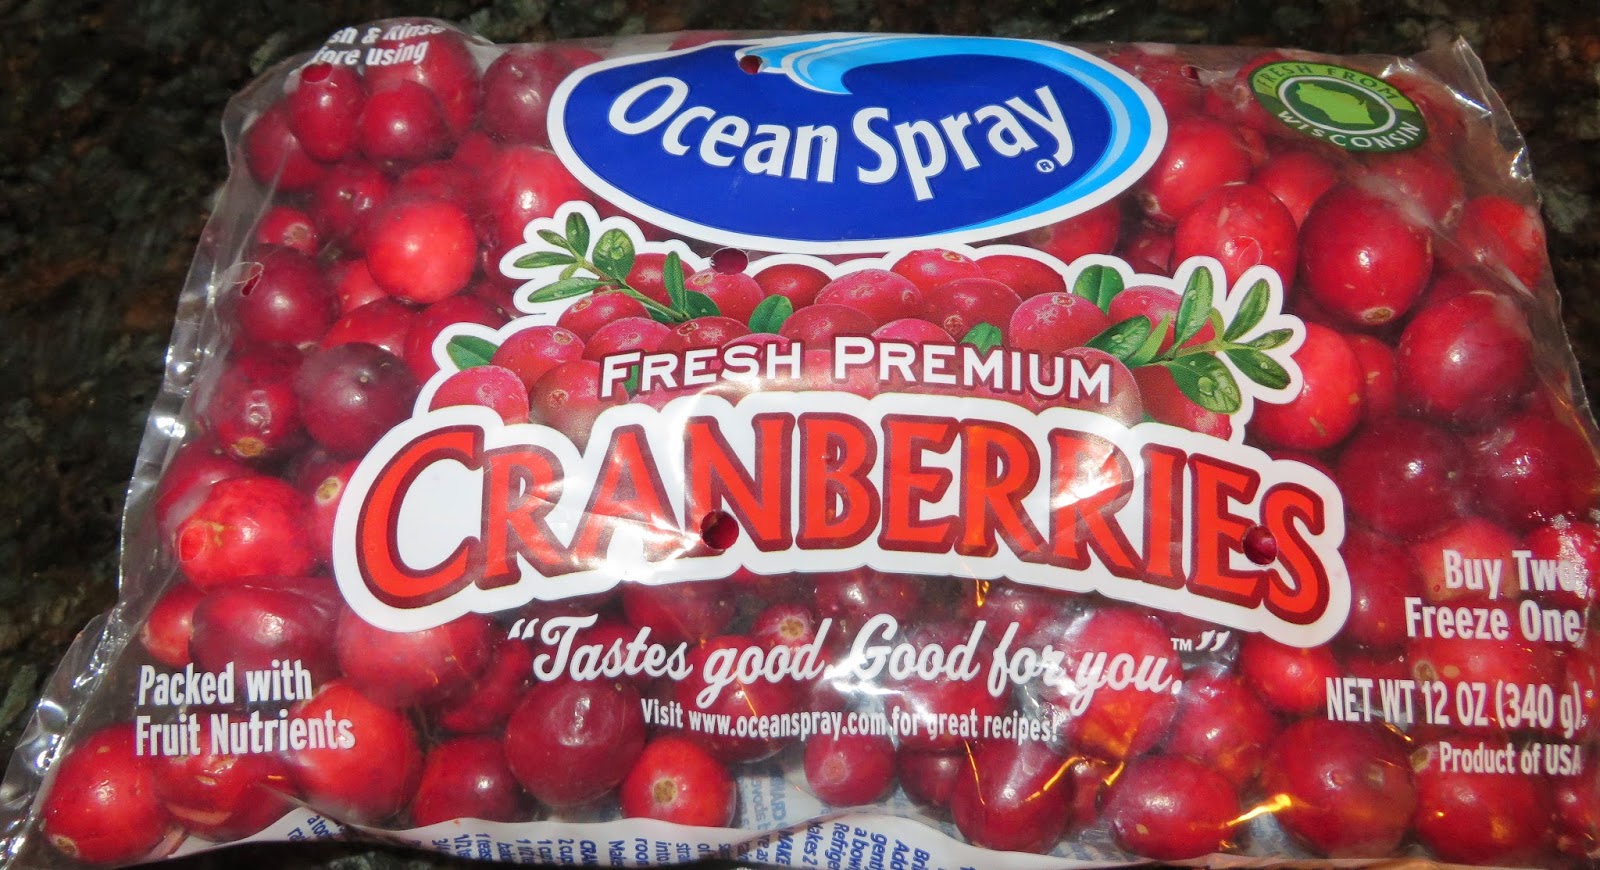 & Rinse
using
Ocean Spray®
FRESH FROM
WISCONSIN
FRESH PREMIUM
CRANBERRIES
"Tastes good. Good for you.™"
Visit www.oceanspray.com for great recipes!
Packed with
Fruit Nutrients
Buy Two
Freeze One
NET WT 12 OZ (340 g)
Product of USA